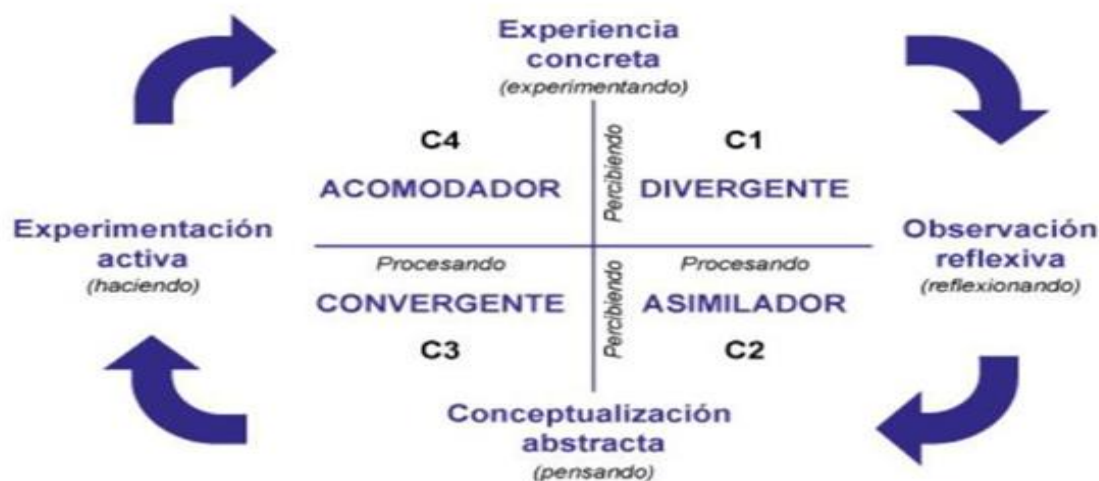 Experiencia
concreta
(experimentando)
C4
C1
Percibiendo
ACOMODADOR
DIVERGENTE
Experimentación
activa
(haciendo)
Observación
reflexiva
(reflexionando)
Procesando
Procesando
CONVERGENTE
Percibiendo
ASIMILADOR
C3
C2
Conceptualización
abstracta
(pensando)